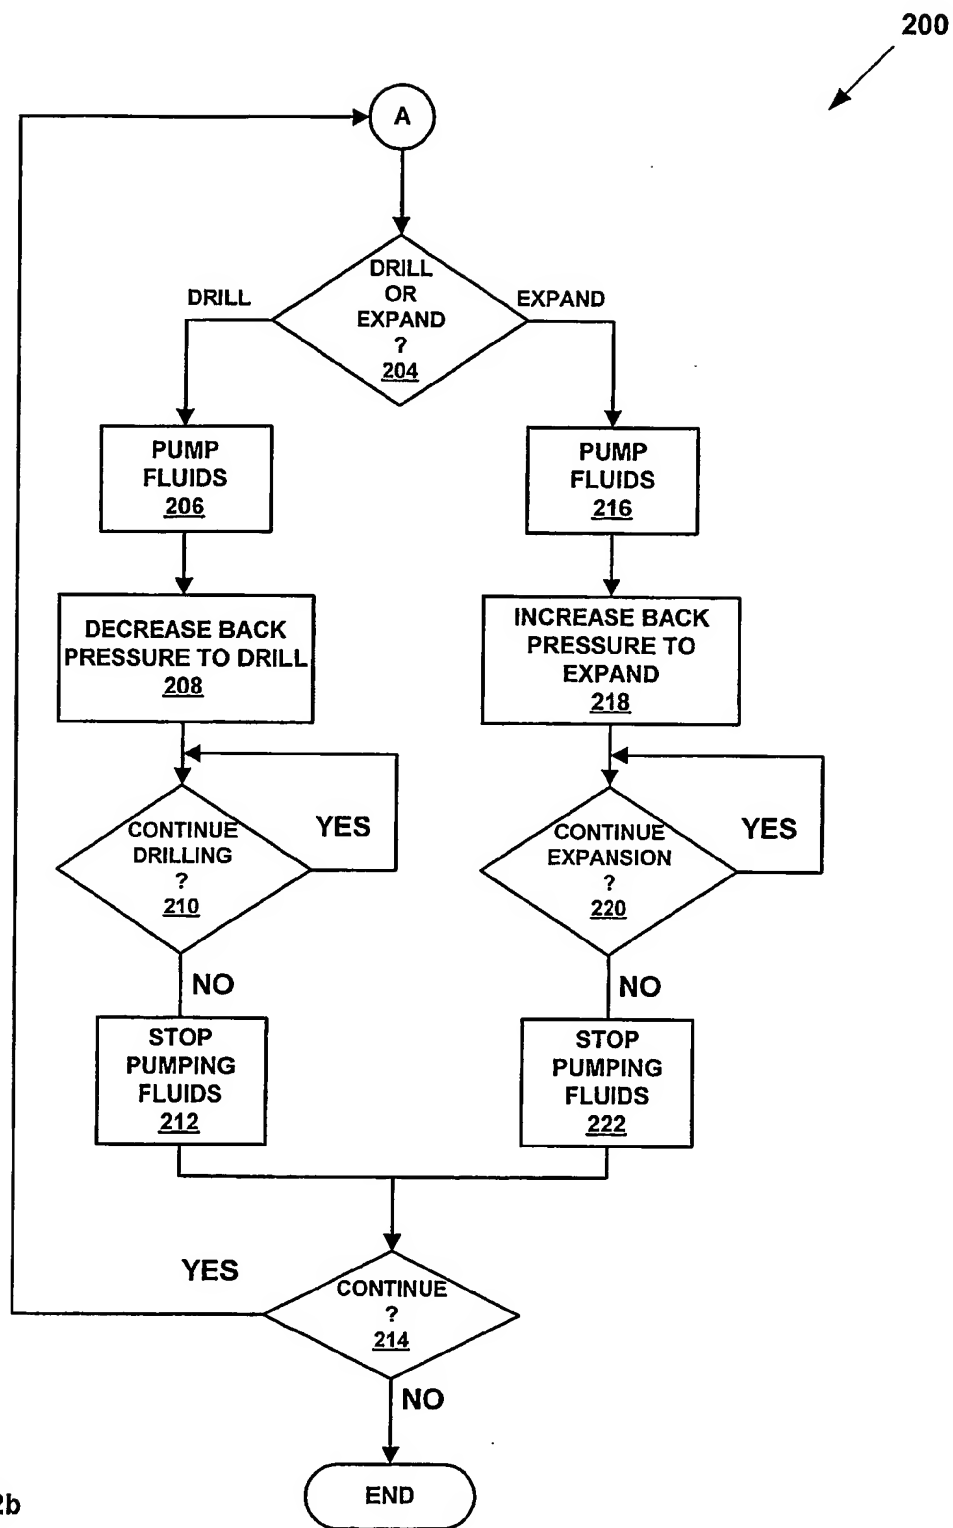 200
A
DRILL
OR
EXPAND
?
204
DRILL
EXPAND
PUMP
FLUIDS
206
PUMP
FLUIDS
216
DECREASE BACK
PRESSURE TO DRILL
208
INCREASE BACK
PRESSURE TO
EXPAND
218
CONTINUE
DRILLING
?
210
YES
CONTINUE
EXPANSION
?
220
YES
NO
NO
STOP
PUMPING
FLUIDS
212
STOP
PUMPING
FLUIDS
222
YES
CONTINUE
?
214
NO
END
2b